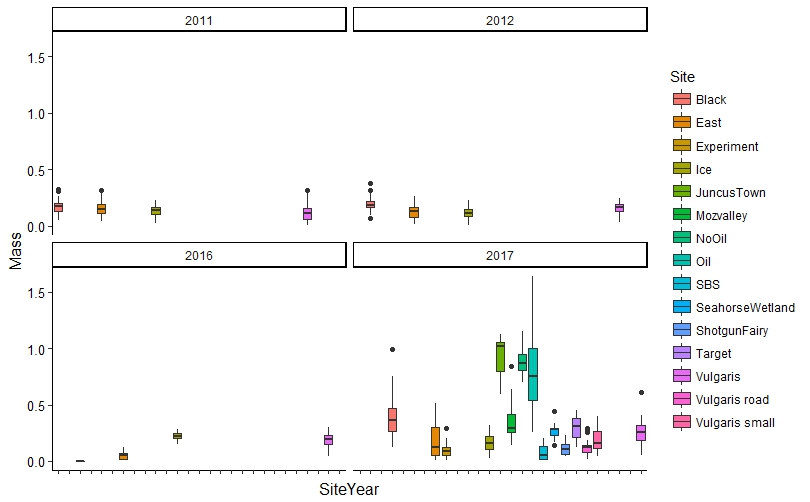 2011
2012
1.5
1.0
0.5
0.0
2016
2017
1.5
1.0
0.5
0.0
Mass
SiteYear
Site
Black
East
Experiment
Ice
JuncusTown
Mozvalley
NoOil
Oil
SBS
SeahorseWetland
ShotgunFairy
Target
Vulgaris
Vulgaris road
Vulgaris small